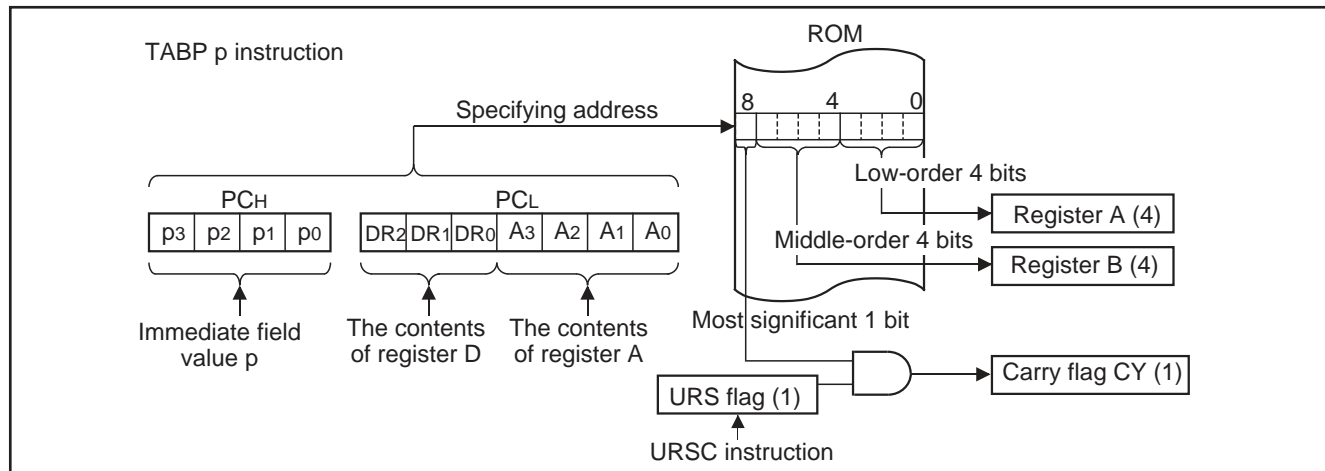 ROM
TABP p instruction
8 4 0
Specifying address
Low-order 4 bits
PCH PCL
p3 p2 p1 p0 DR2 DR1 DR0 A3 A2 A1 A0
Register A (4)
Middle-order 4 bits
Register B (4)
Immediate field
value p
The contents
of register D
The contents
of register A
Most significant 1 bit
Carry flag CY (1)
URS flag (1)
URSC instruction